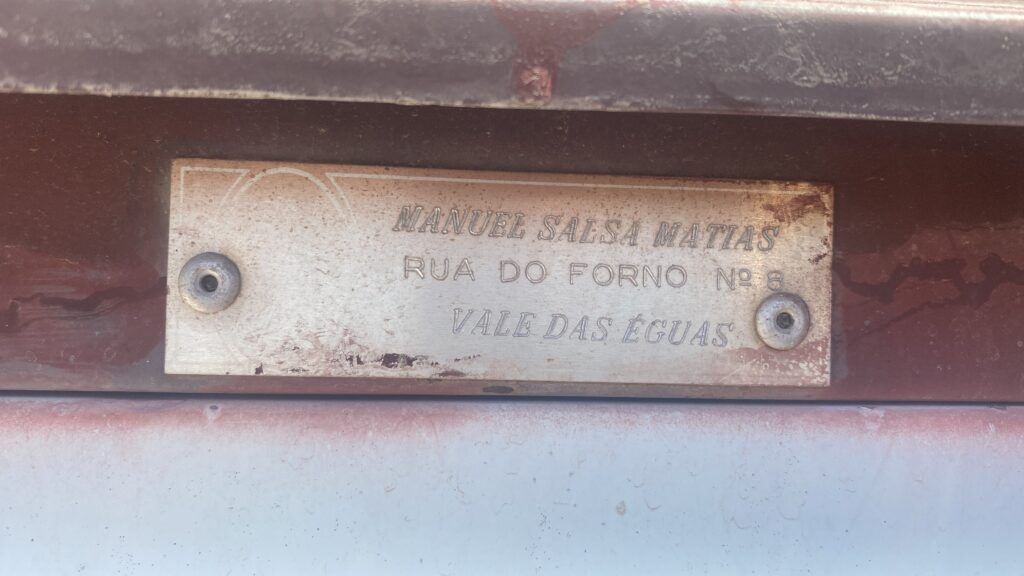 MANUEL SALSA MATIAS
RUA DO FORNO Nº 8
VALE DAS ÉGUAS